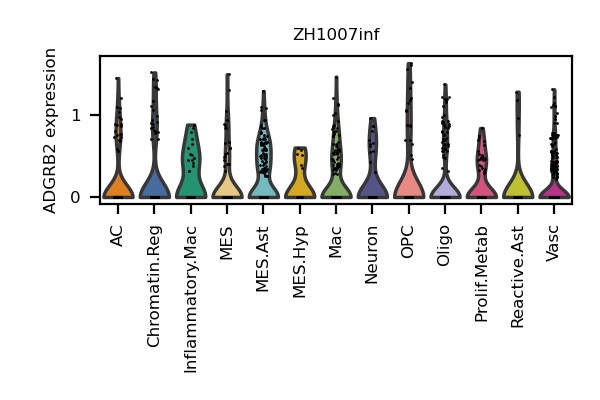 ZH1007inf
ADGRB2 expression
1
0
AC
Chromatin.Reg
Inflammatory.Mac
MES
MES.Ast
MES.Hyp
Mac
Neuron
OPC
Oligo
Prolif.Metab
Reactive.Ast
Vasc